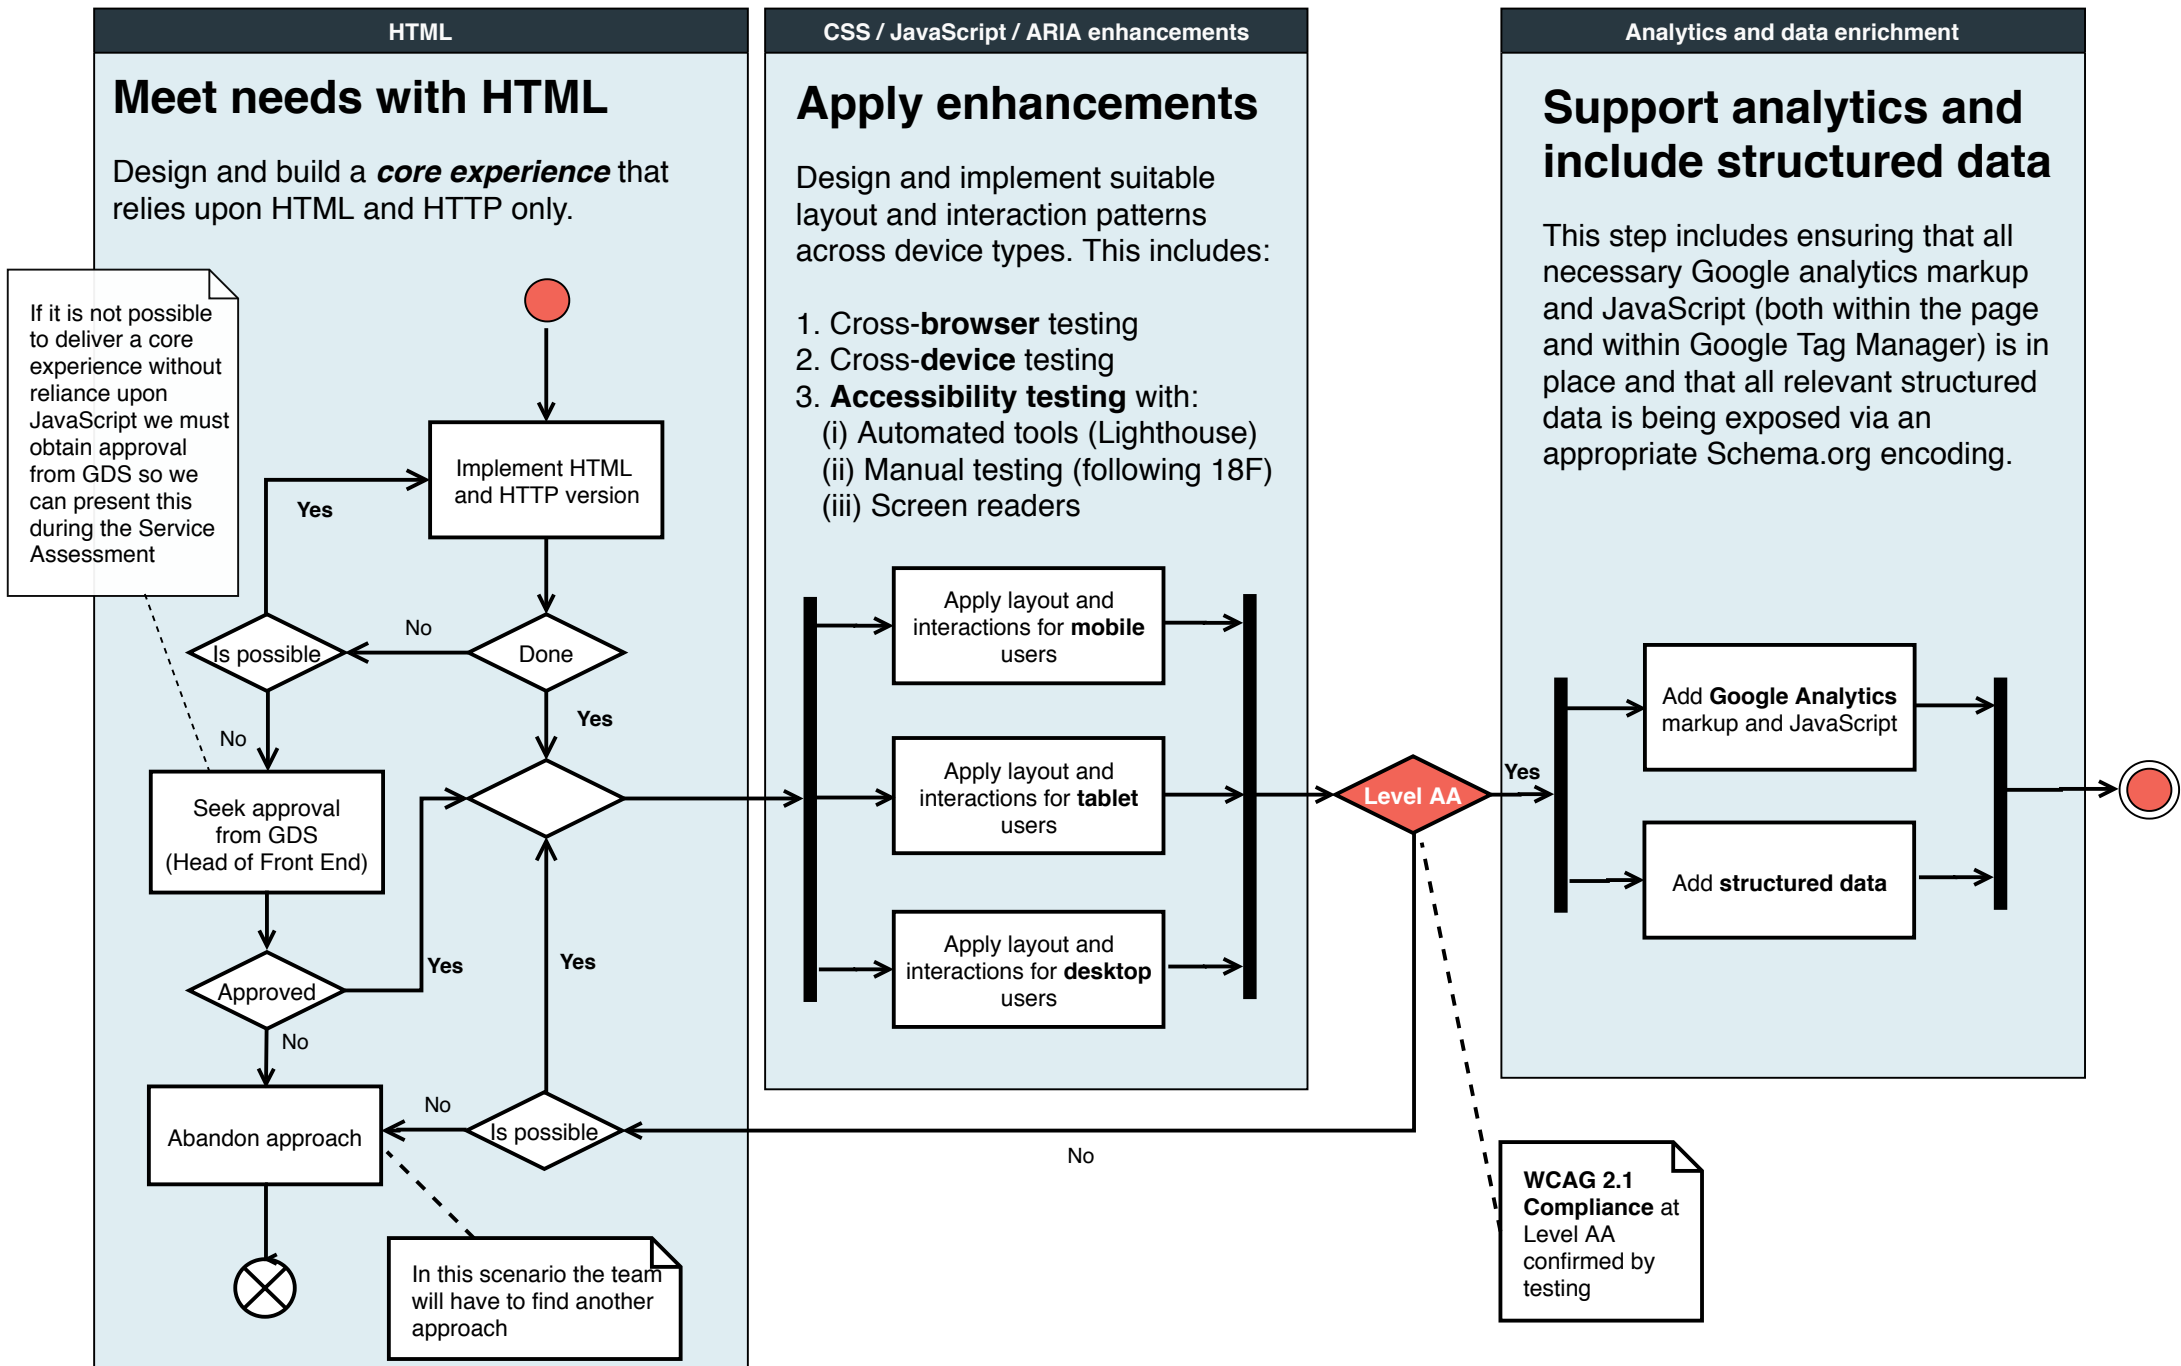 HTML
Meet needs with HTML
Design and build a core experience that
relies upon HTML and HTTP only.
If it is not possible
to deliver a core
experience without
reliance upon
JavaScript we must
obtain approval
from GDS so we
can present this
during the Service
Assessment
Implement HTML
and HTTP version
Yes
Is possible
No
Done
Yes
No
Seek approval
from GDS
(Head of Front End)
Approved
Yes
Yes
No
Abandon approach
No
Is possible
In this scenario the team
will have to find another
approach
CSS / JavaScript / ARIA enhancements
Apply enhancements
Design and implement suitable
layout and interaction patterns
across device types. This includes:
1. Cross-browser testing
2. Cross-device testing
3. Accessibility testing with:
(i) Automated tools (Lighthouse)
(ii) Manual testing (following 18F)
(iii) Screen readers
Apply layout and
interactions for mobile
users
Apply layout and
interactions for tablet
users
Apply layout and
interactions for desktop
users
Level AA
Yes
No
WCAG 2.1
Compliance at
Level AA
confirmed by
testing
Analytics and data enrichment
Support analytics and
include structured data
This step includes ensuring that all
necessary Google analytics markup
and JavaScript (both within the page
and within Google Tag Manager) is in
place and that all relevant structured
data is being exposed via an
appropriate Schema.org encoding.
Add Google Analytics
markup and JavaScript
Add structured data